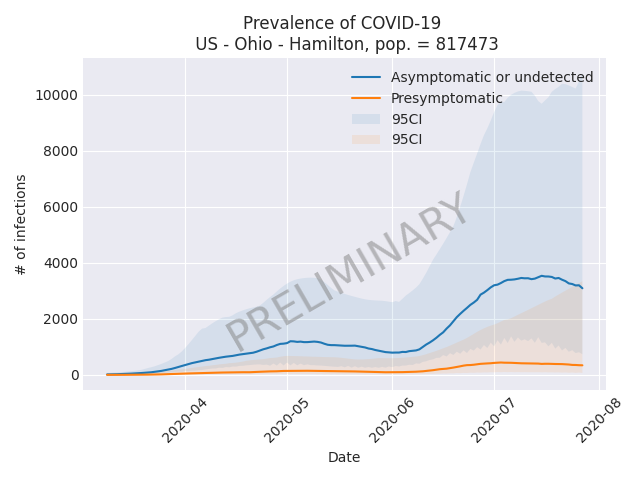 Prevalence of COVID-19
US - Ohio - Hamilton, pop. = 817473
Asymptomatic or undetected
Presymptomatic
95CI
95CI
10000
8000
6000
4000
2000
0
# of infections
PRELIMINARY
2020-04
2020-05
2020-06
2020-07
2020-08
Date